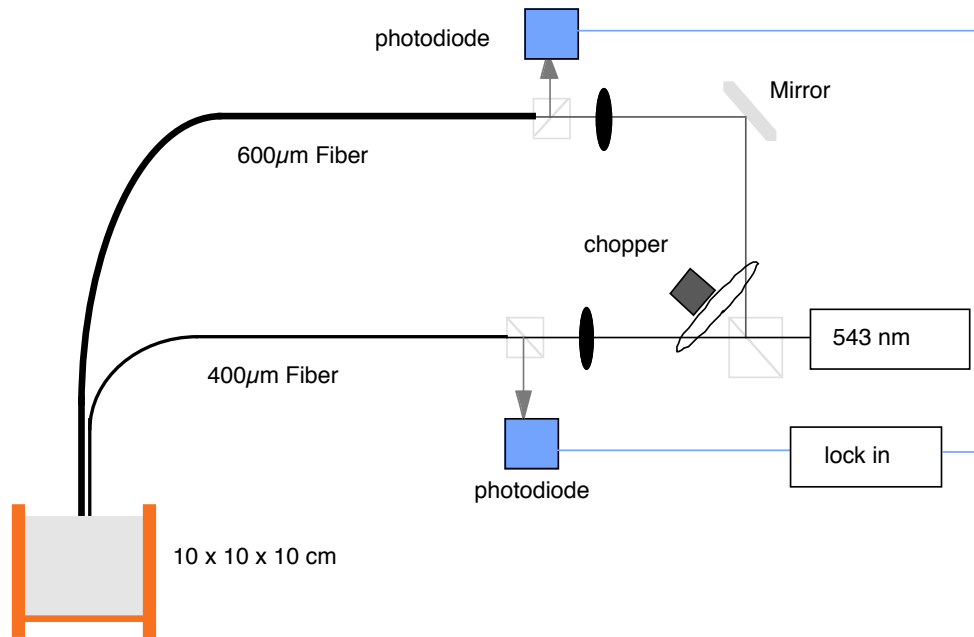 photodiode
Mirror
600µm Fiber
chopper
543 nm
400µm Fiber
lock in
photodiode
10 x 10 x 10 cm